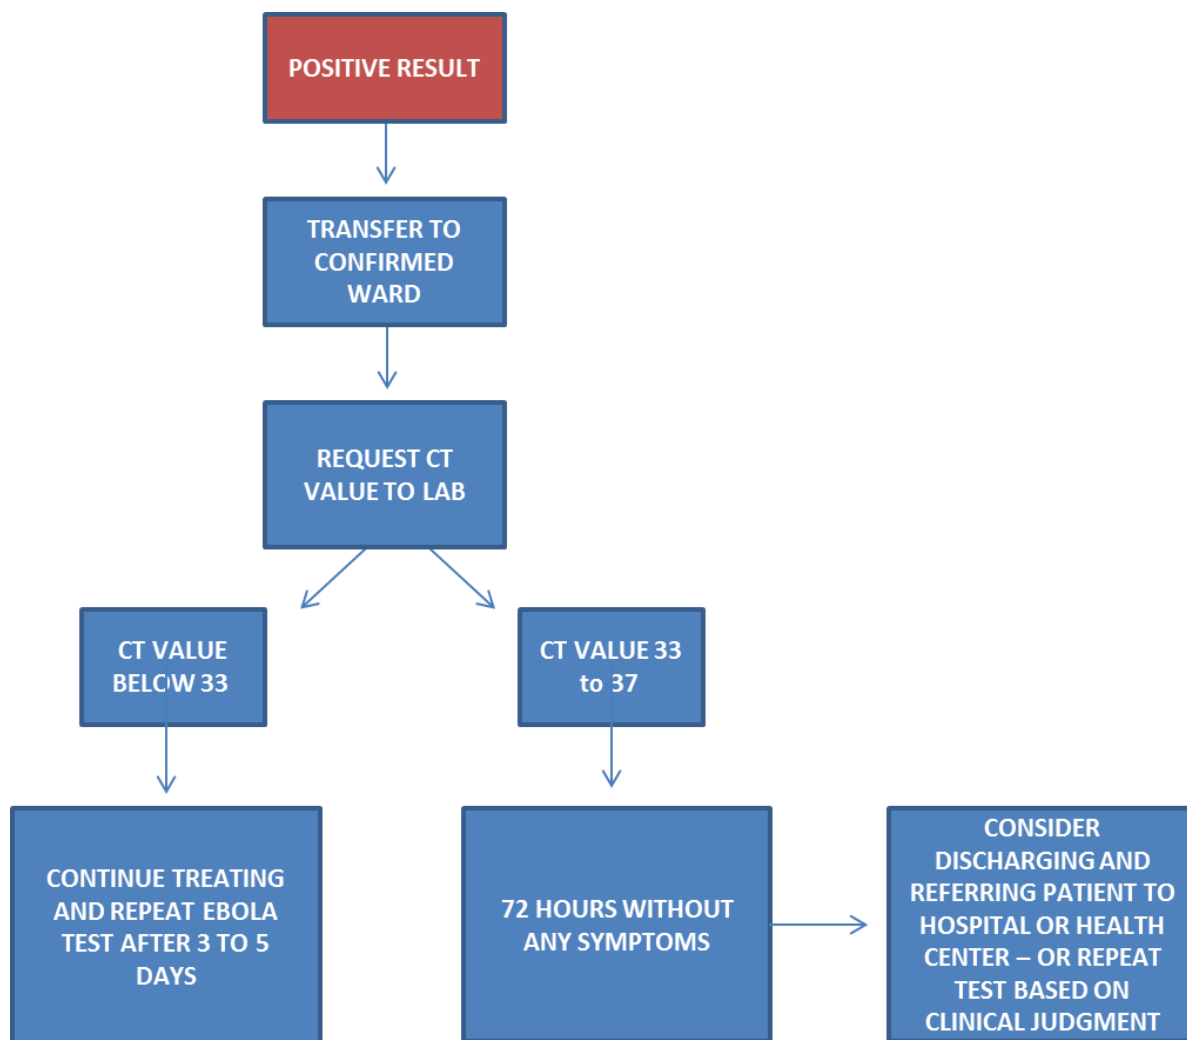 POSITIVE RESULT
TRANSFER TO
CONFIRMED
WARD
REQUEST CT
VALUE TO LAB
CT VALUE
BELOW 33
CT VALUE 33
to 37
CONTINUE TREATING
AND REPEAT EBOLA
TEST AFTER 3 TO 5
DAYS
72 HOURS WITHOUT
ANY SYMPTOMS
CONSIDER
DISCHARGING AND
REFERRING PATIENT TO
HOSPITAL OR HEALTH
CENTER – OR REPEAT
TEST BASED ON
CLINICAL JUDGMENT